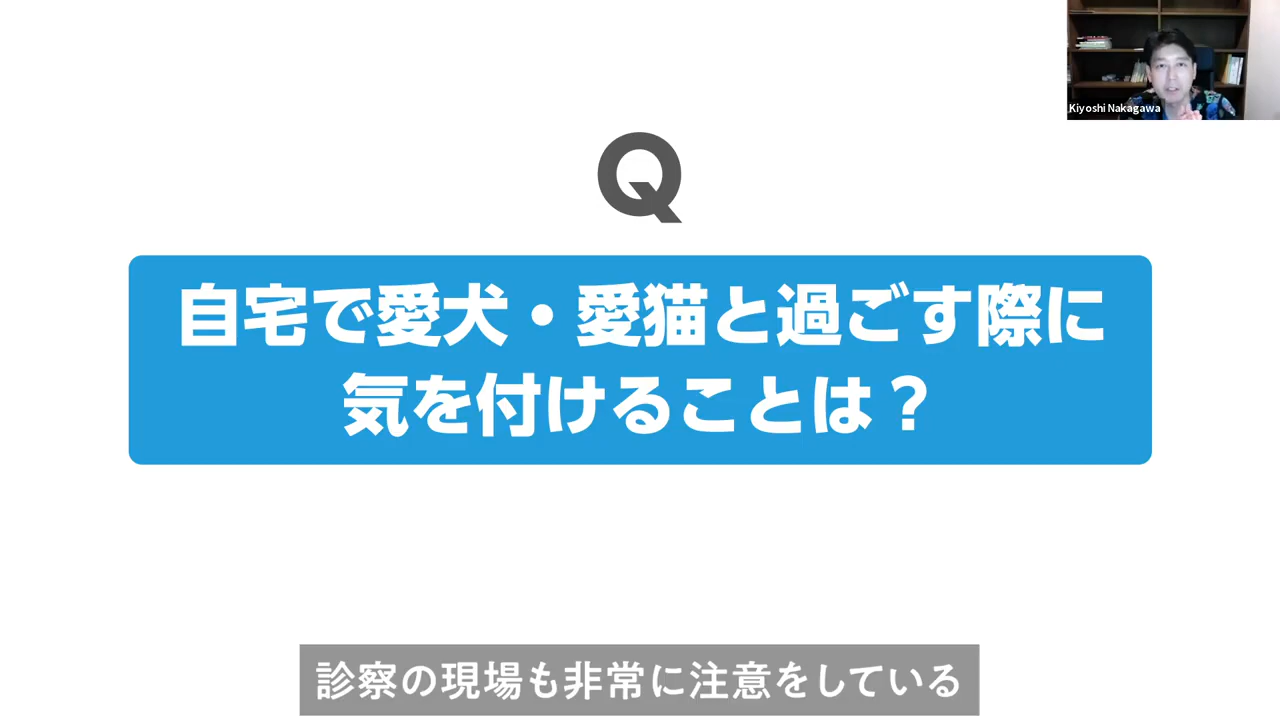 Kiyoshi Nakagawa
Q
自宅で愛犬・愛猫と過ごす際に
気を付けることは？
診察の現場も非常に注意をしている